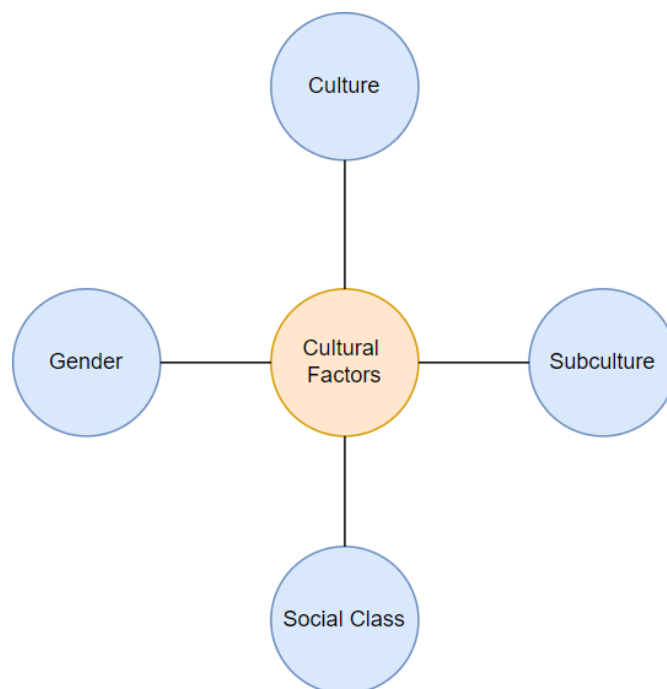 Culture
Gender
Cultural
Factors
Subculture
Social Class